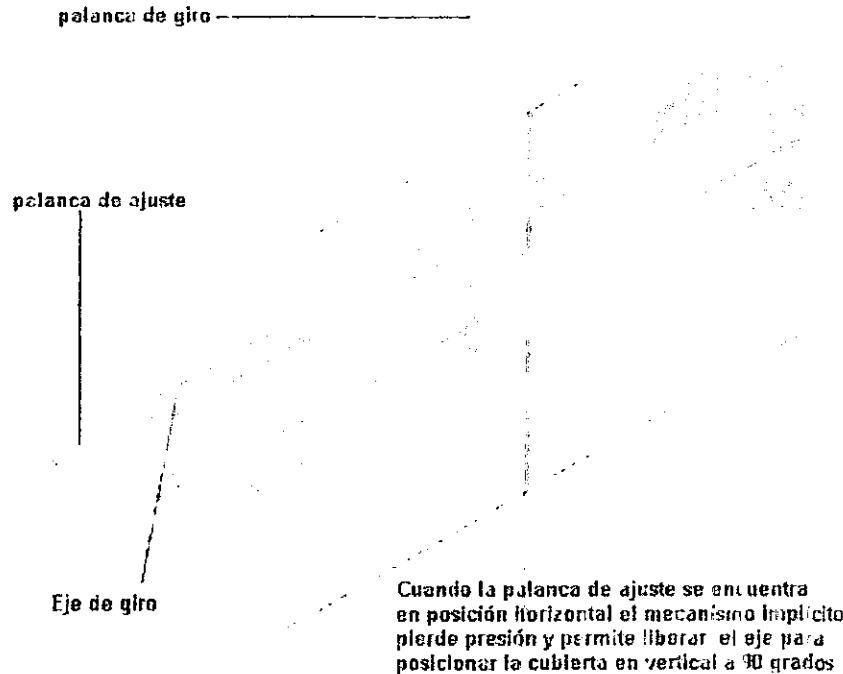 palanca de giro
palanca de ajuste
Eje de giro
Cuando la palanca de ajuste se encuentra
en posición Horizontal el mecanismo implícito
pierde presión y permite liberar el eje para
posicionar la cubierta en vertical a 90 grados